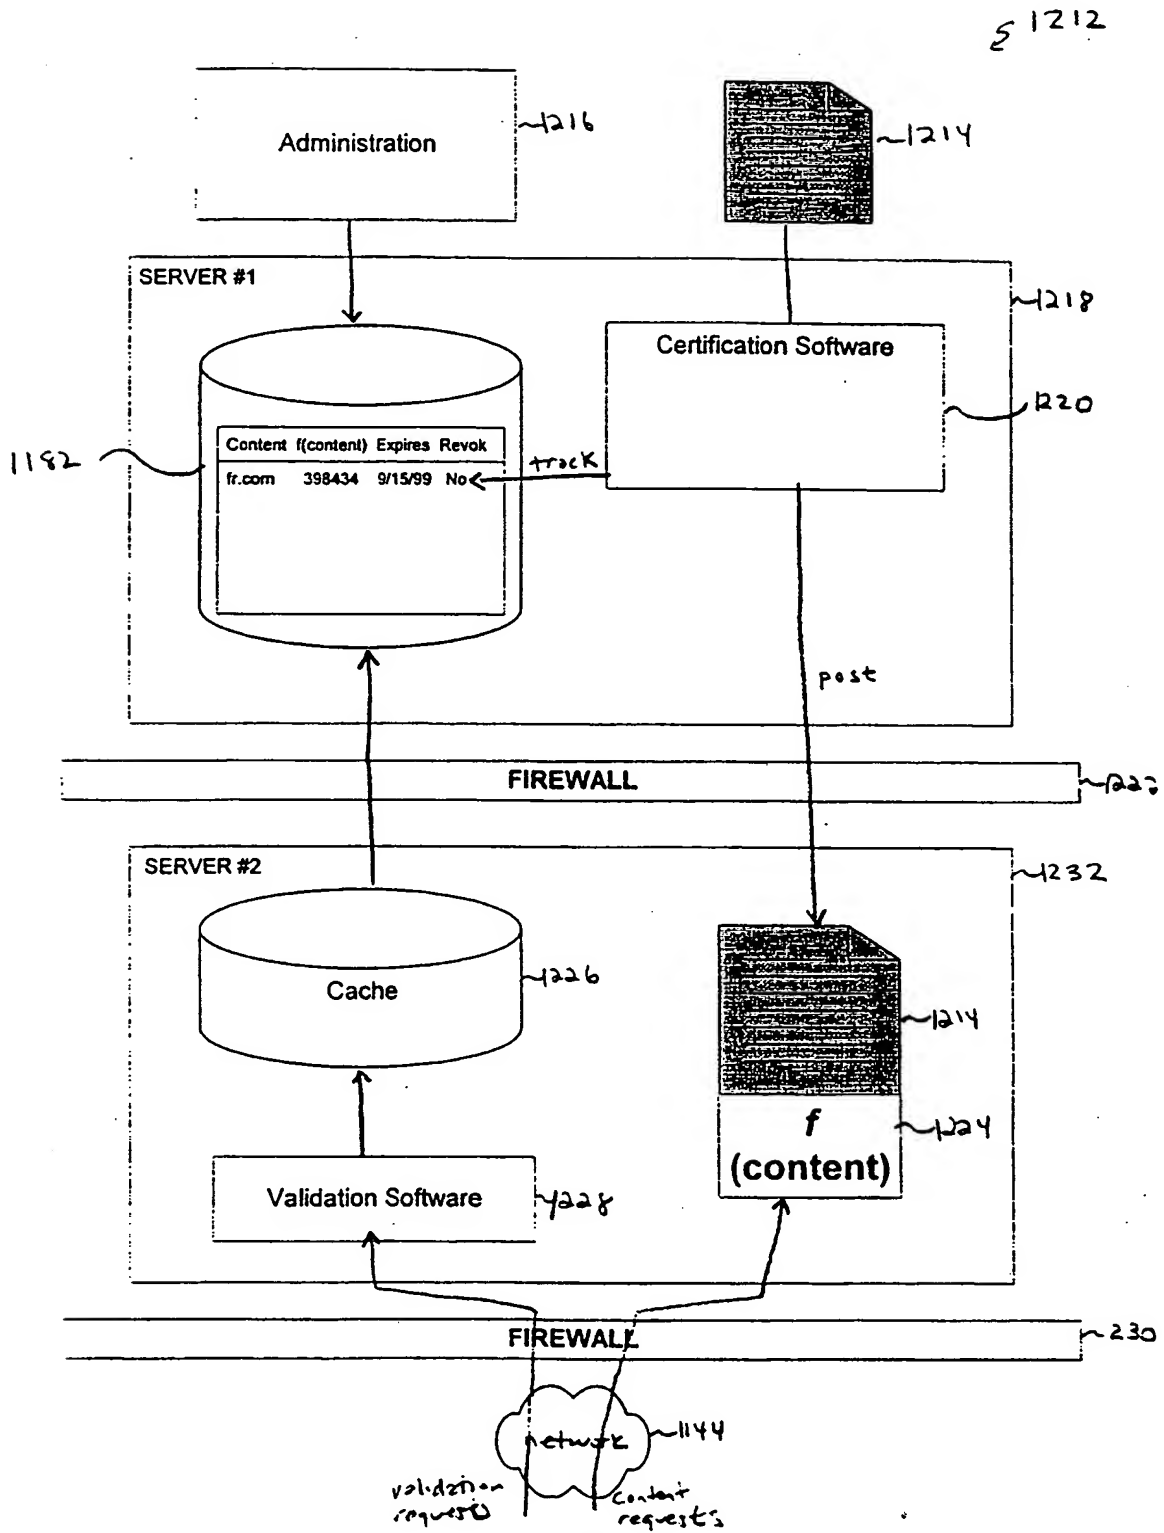 1212
Administration
1216
1214
SERVER #1
1218
Certification Software
1220
1182
Content f(content) Expires Revok
fr.com 398434 9/15/99 No
track
post
FIREWALL
SERVER #2
1232
Cache
1226
1214
f
(content)
1224
Validation Software
1228
FIREWALL
230
network
1144
validation
requests
content
requests